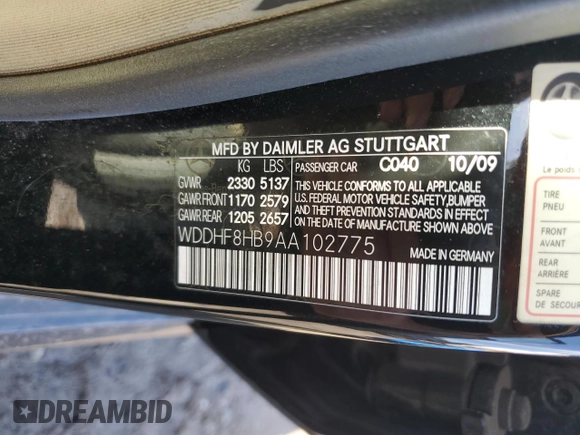 MFD BY DAIMLER AG STUTTGART
KG LBS PASSENGER CAR C040 10/09
GVWR 2330 5137
GAWR FRONT 1170 2579
GAWR REAR 1205 2657
THIS VEHICLE CONFORMS TO ALL APPLICABLE
U.S. FEDERAL MOTOR VEHICLE SAFETY,BUMPER
AND THEFT PREVENTION STANDARDS IN EFFECT
ON THE DATE OF MANUFACTURE SHOWN ABOVE.
WDDHF8HB9AA102775
MADE IN GERMANY
Le poids
TIRE
PNEU
FRONT
AVANT
REAR
ARRIÈRE
SPARE
DE SECOUR
DREAMBID